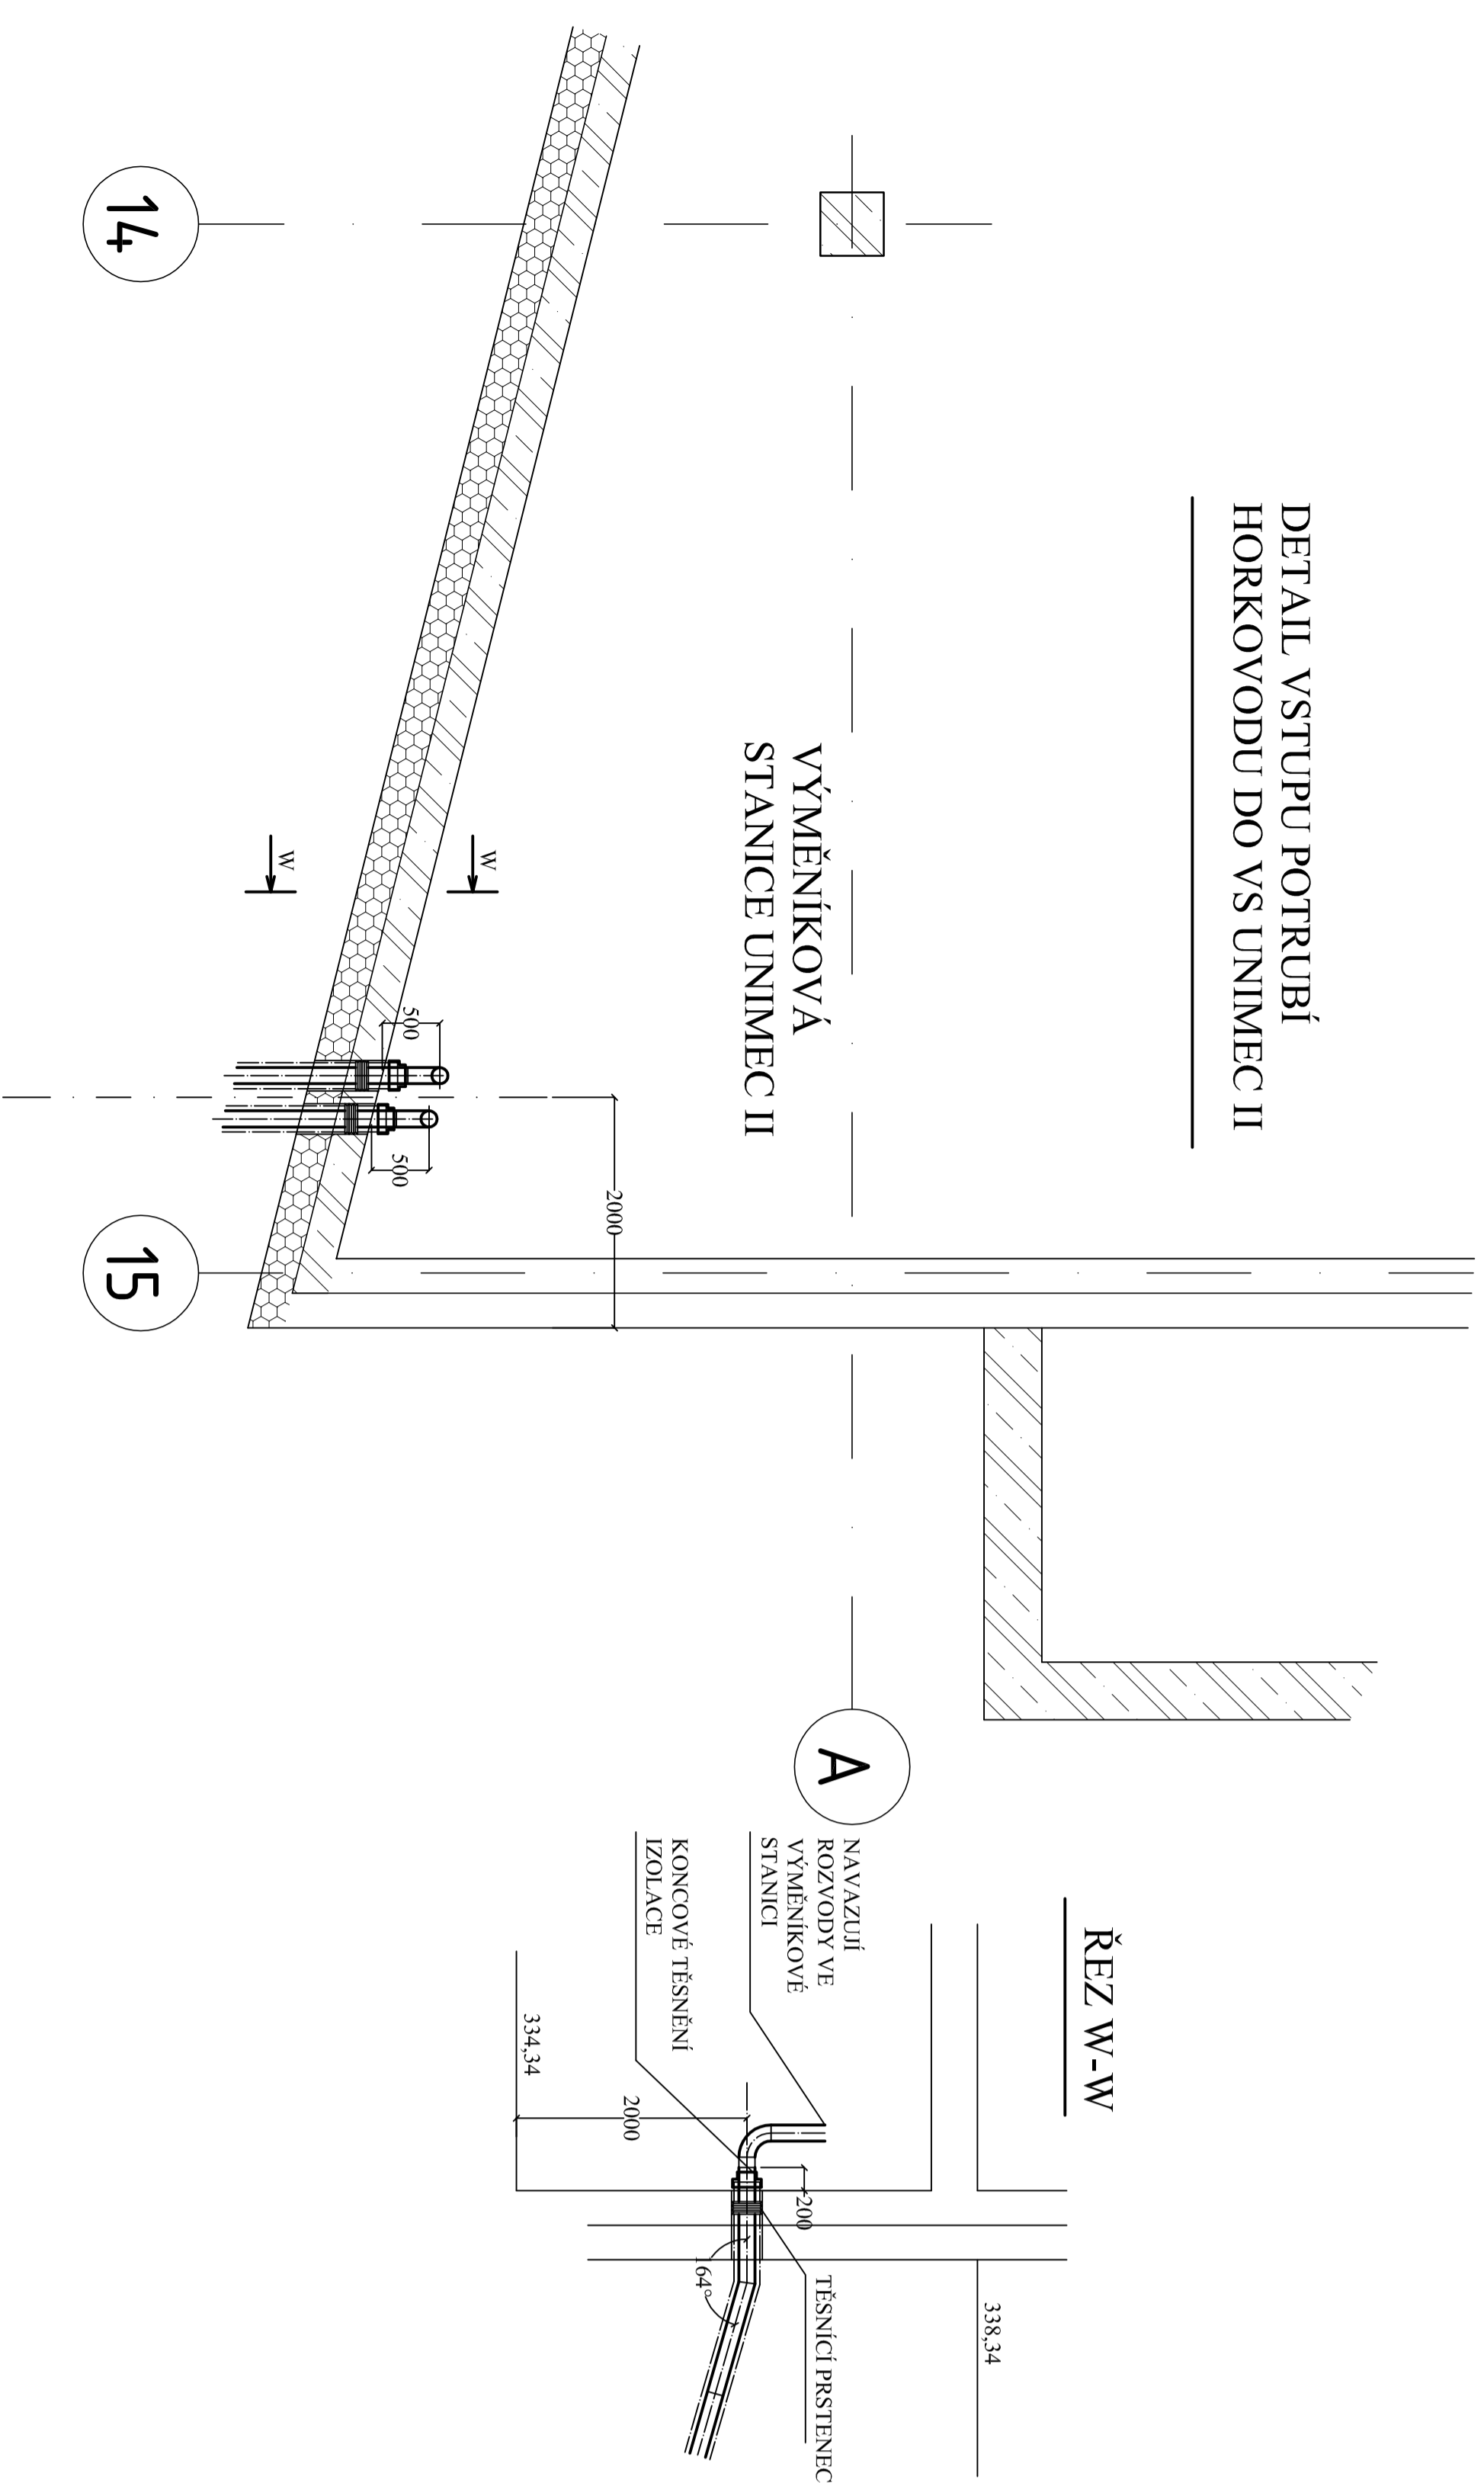 DETAIL VSTUPU POTRUBÍ
HORKOVODU DO VS UNIMEC II
VÝMĚNÍKOVÁ
STANICE UNIMEC II
14
15
A
W
W
500
500
2000
ŘEZ W-W
NAVAZUJÍ
ROZVODY VE
VÝMĚNÍKOVÉ
STANICI
KONCOVÉ TĚSNĚNÍ
IZOLACE
334,34
2000
200
164°
TĚSNÍCÍ PRSTENEC
338,34